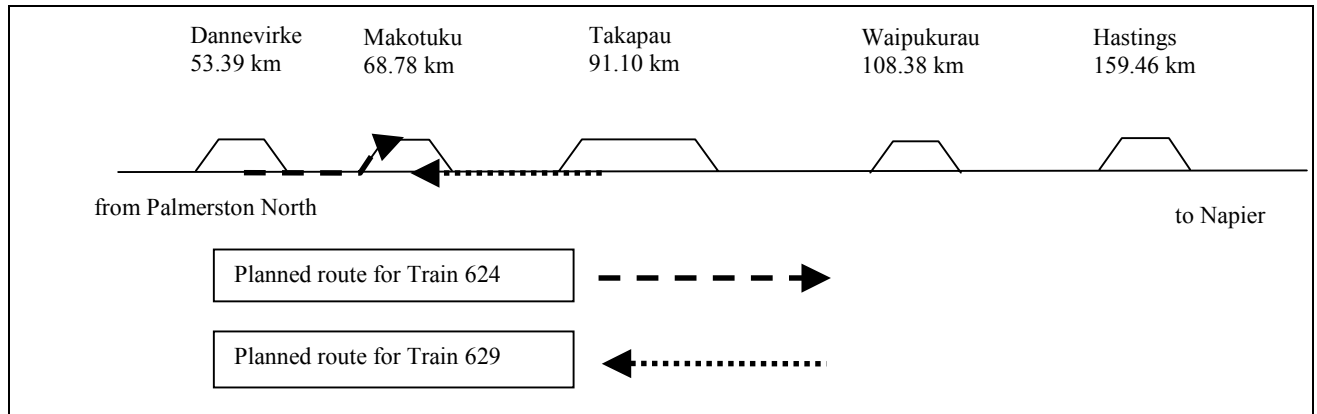 Dannevirke
53.39 km
Makotuku
68.78 km
Takapau
91.10 km
Waipukurau
108.38 km
Hastings
159.46 km
from Palmerston North
to Napier
Planned route for Train 624
Planned route for Train 629